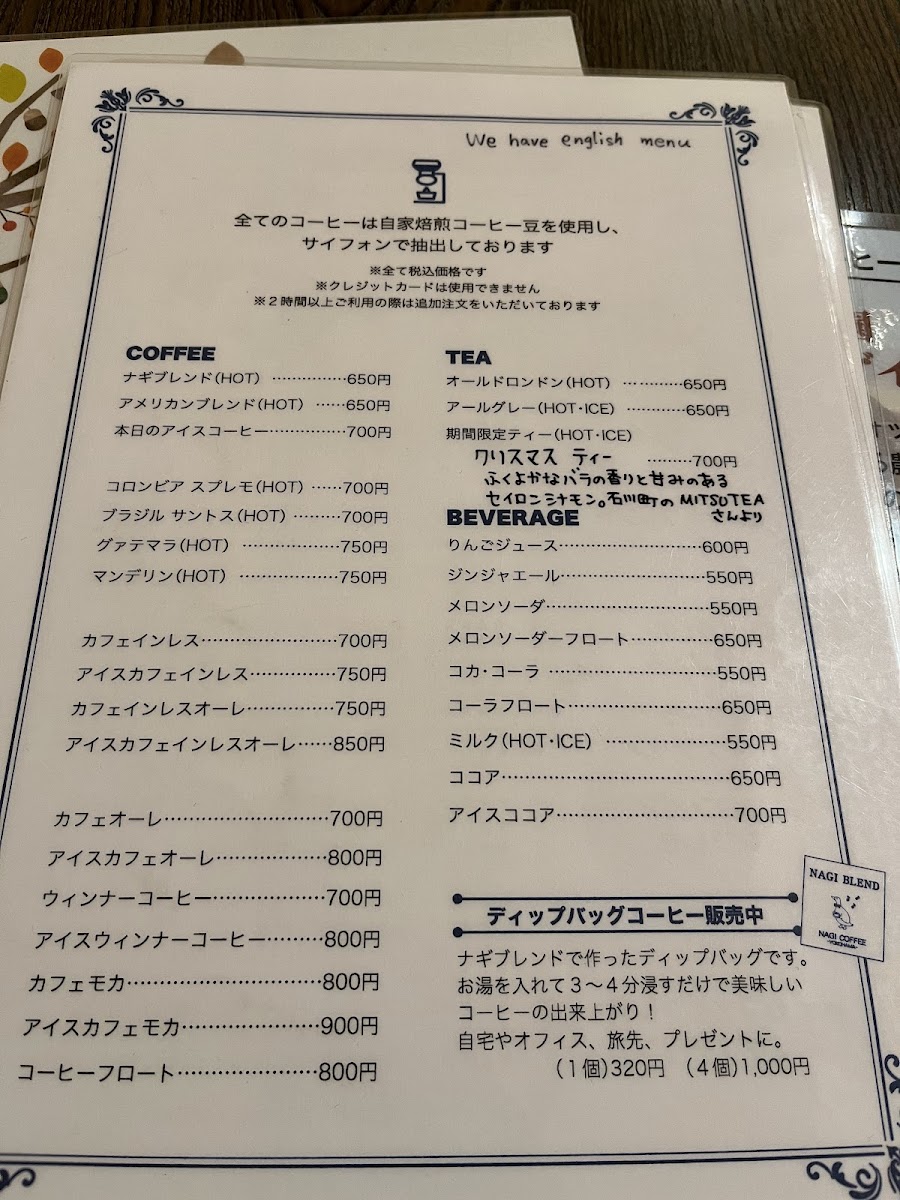 We have english menu
全てのコーヒーは自家焙煎コーヒー豆を使用し、
サイフォンで抽出しております
※全て税込価格です
※クレジットカードは使用できません
※2時間以上ご利用の際は追加注文をいただいております
COFFEE
ナギブレンド(HOT) ……………650円
アメリカンブレンド(HOT) ……650円
本日のアイスコーヒー……………700円
コロンビア スプレモ(HOT) ……700円
ブラジル サントス(HOT) ………700円
グァテマラ(HOT) ………………750円
マンデリン(HOT) ………………750円
カフェインレス……………………700円
アイスカフェインレス……………750円
カフェインレスオーレ……………750円
アイスカフェインレスオーレ……850円
カフェオーレ………………………700円
アイスカフェオーレ………………800円
ウィンナーコーヒー………………700円
アイスウィンナーコーヒー………800円
カフェモカ…………………………800円
アイスカフェモカ…………………900円
コーヒーフロート…………………800円
TEA
オールドロンドン(HOT) …………650円
アールグレー(HOT・ICE) …………650円
期間限定ティー(HOT・ICE)
クリスマス ティー ………700円
ふくよかなバラの香りと甘みのある
セイロンシナモン。石川町の MITSUTEA
さんより
BEVERAGE
りんごジュース……………………600円
ジンジャエール……………………550円
メロンソーダ………………………550円
メロンソーダーフロート…………650円
コカ・コーラ ………………………550円
コーラフロート……………………650円
ミルク(HOT・ICE) ………………550円
ココア………………………………650円
アイスココア………………………700円
ディップバッグコーヒー販売中
NAGI BLEND
NAGI COFFEE
-YOKOHAMA-
ナギブレンドで作ったディップバッグです。
お湯を入れて3〜4分浸すだけで美味しい
コーヒーの出来上がり！
自宅やオフィス、旅先、プレゼントに。
(1個)320円 (4個)1,000円